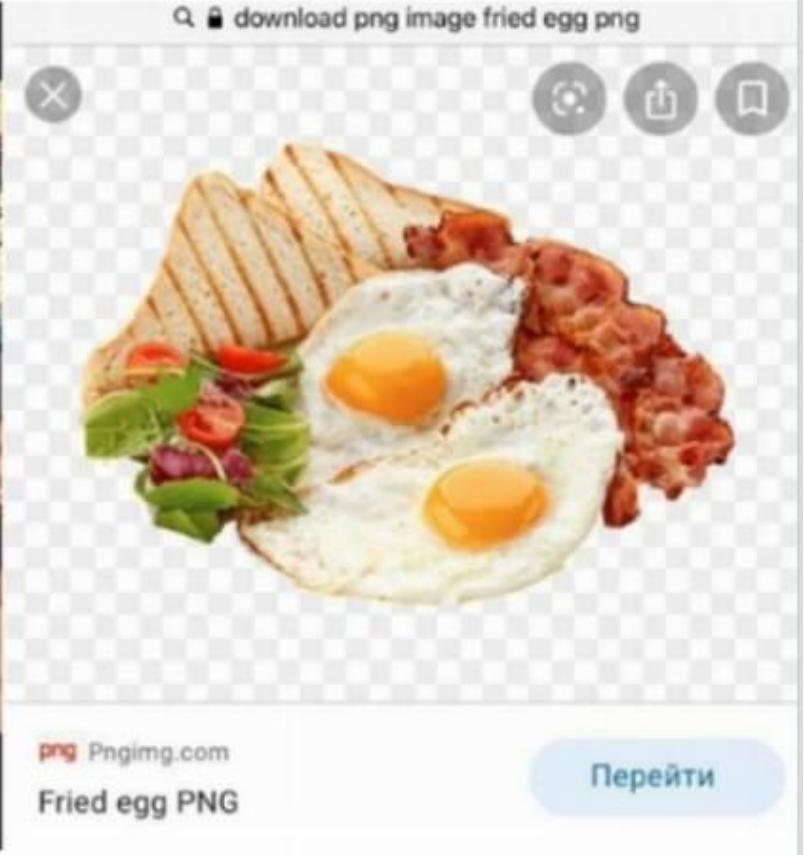 download png image fried egg png
png Pngimg.com
Fried egg PNG
Перейти